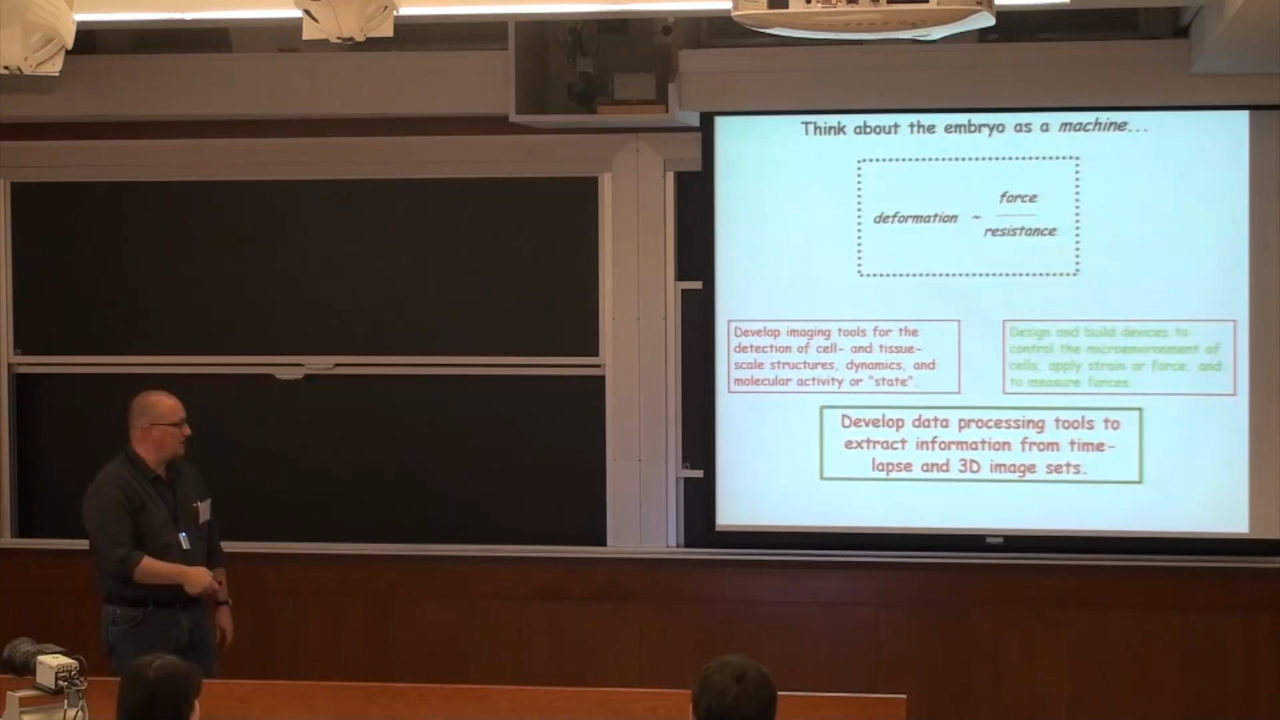 Think about the embryo as a machine...
force
deformation ~
resistance
Develop imaging tools for the
detection of cell- and tissue-
scale structures, dynamics, and
molecular activity or "state".
Design and build devices to
control the microenvironment of
cells, apply strain or force, and
to measure forces
Develop data processing tools to
extract information from time-
lapse and 3D image sets.